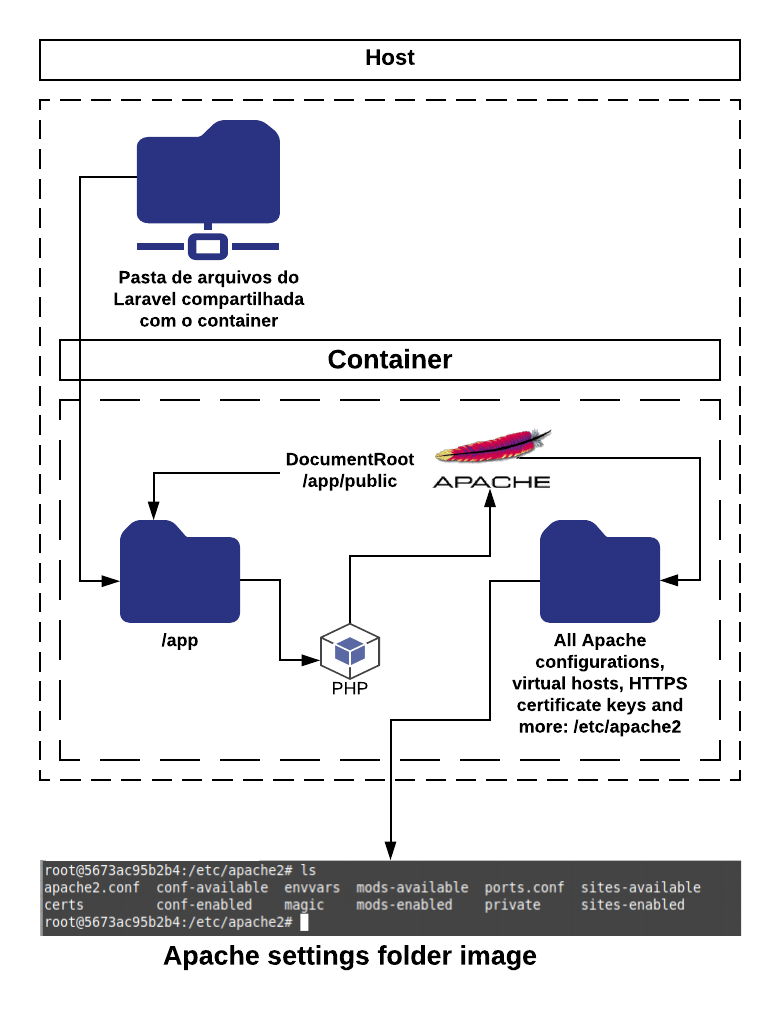 Host
Pasta de arquivos do
Laravel compartilhada
com o container
Container
DocumentRoot
/app/public
APACHE
/app
PHP
All Apache
configurations,
virtual hosts, HTTPS
certificate keys and
more: /etc/apache2
root@5673ac95b2b4:/etc/apache2# ls
apache2.conf conf-available envvars mods-available ports.conf sites-available
certs conf-enabled magic mods-enabled private sites-enabled
root@5673ac95b2b4:/etc/apache2#
Apache settings folder image